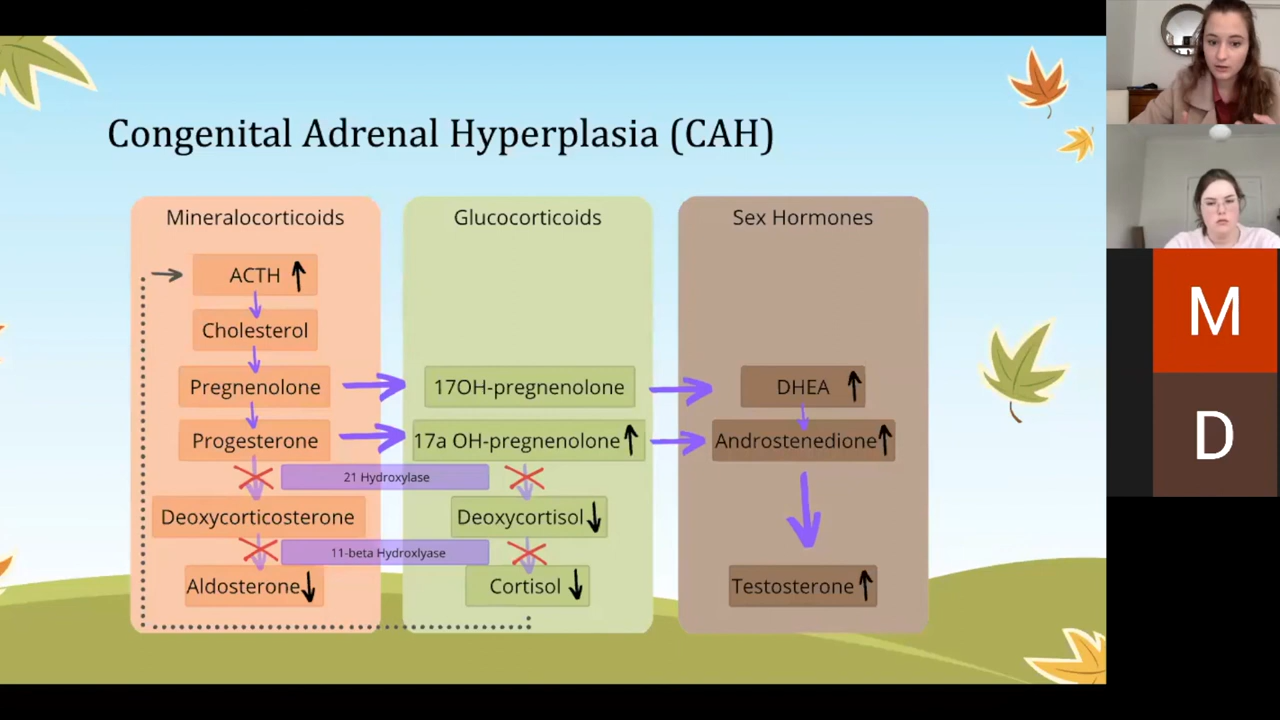 Congenital Adrenal Hyperplasia (CAH)
Mineralocorticoids
ACTH
Cholesterol
Pregnenolone
Progesterone
Deoxycorticosterone
Aldosterone
21 Hydroxylase
11-beta Hydroxlyase
Glucocorticoids
17OH-pregnenolone
17a OH-pregnenolone
Deoxycortisol
Cortisol
Sex Hormones
DHEA
Androstenedione
Testosterone
M
D